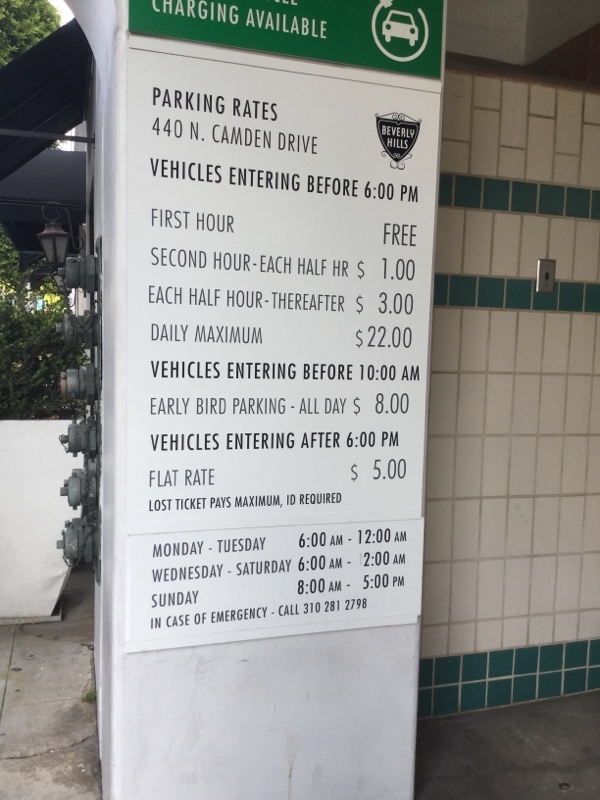 CHARGING AVAILABLE
PARKING RATES
440 N. CAMDEN DRIVE
BEVERLY
HILLS
VEHICLES ENTERING BEFORE 6:00 PM
FIRST HOUR FREE
SECOND HOUR-EACH HALF HR $ 1.00
EACH HALF HOUR-THEREAFTER $ 3.00
DAILY MAXIMUM $22.00
VEHICLES ENTERING BEFORE 10:00 AM
EARLY BIRD PARKING - ALL DAY $ 8.00
VEHICLES ENTERING AFTER 6:00 PM
FLAT RATE $ 5.00
LOST TICKET PAYS MAXIMUM, ID REQUIRED
MONDAY - TUESDAY 6:00 AM - 12:00 AM
WEDNESDAY - SATURDAY 6:00 AM - 2:00 AM
SUNDAY 8:00 AM - 5:00 PM
IN CASE OF EMERGENCY - CALL 310 281 2798